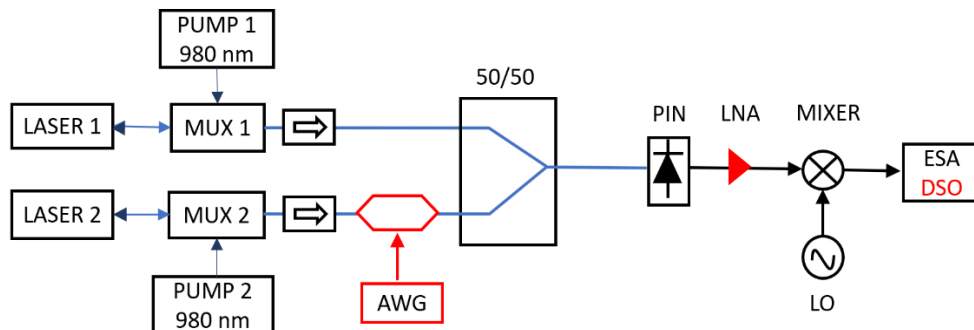 PUMP 1
980 nm
50/50
LASER 1
MUX 1
PIN
LNA
MIXER
ESA
DSO
LASER 2
MUX 2
PUMP 2
980 nm
AWG
LO